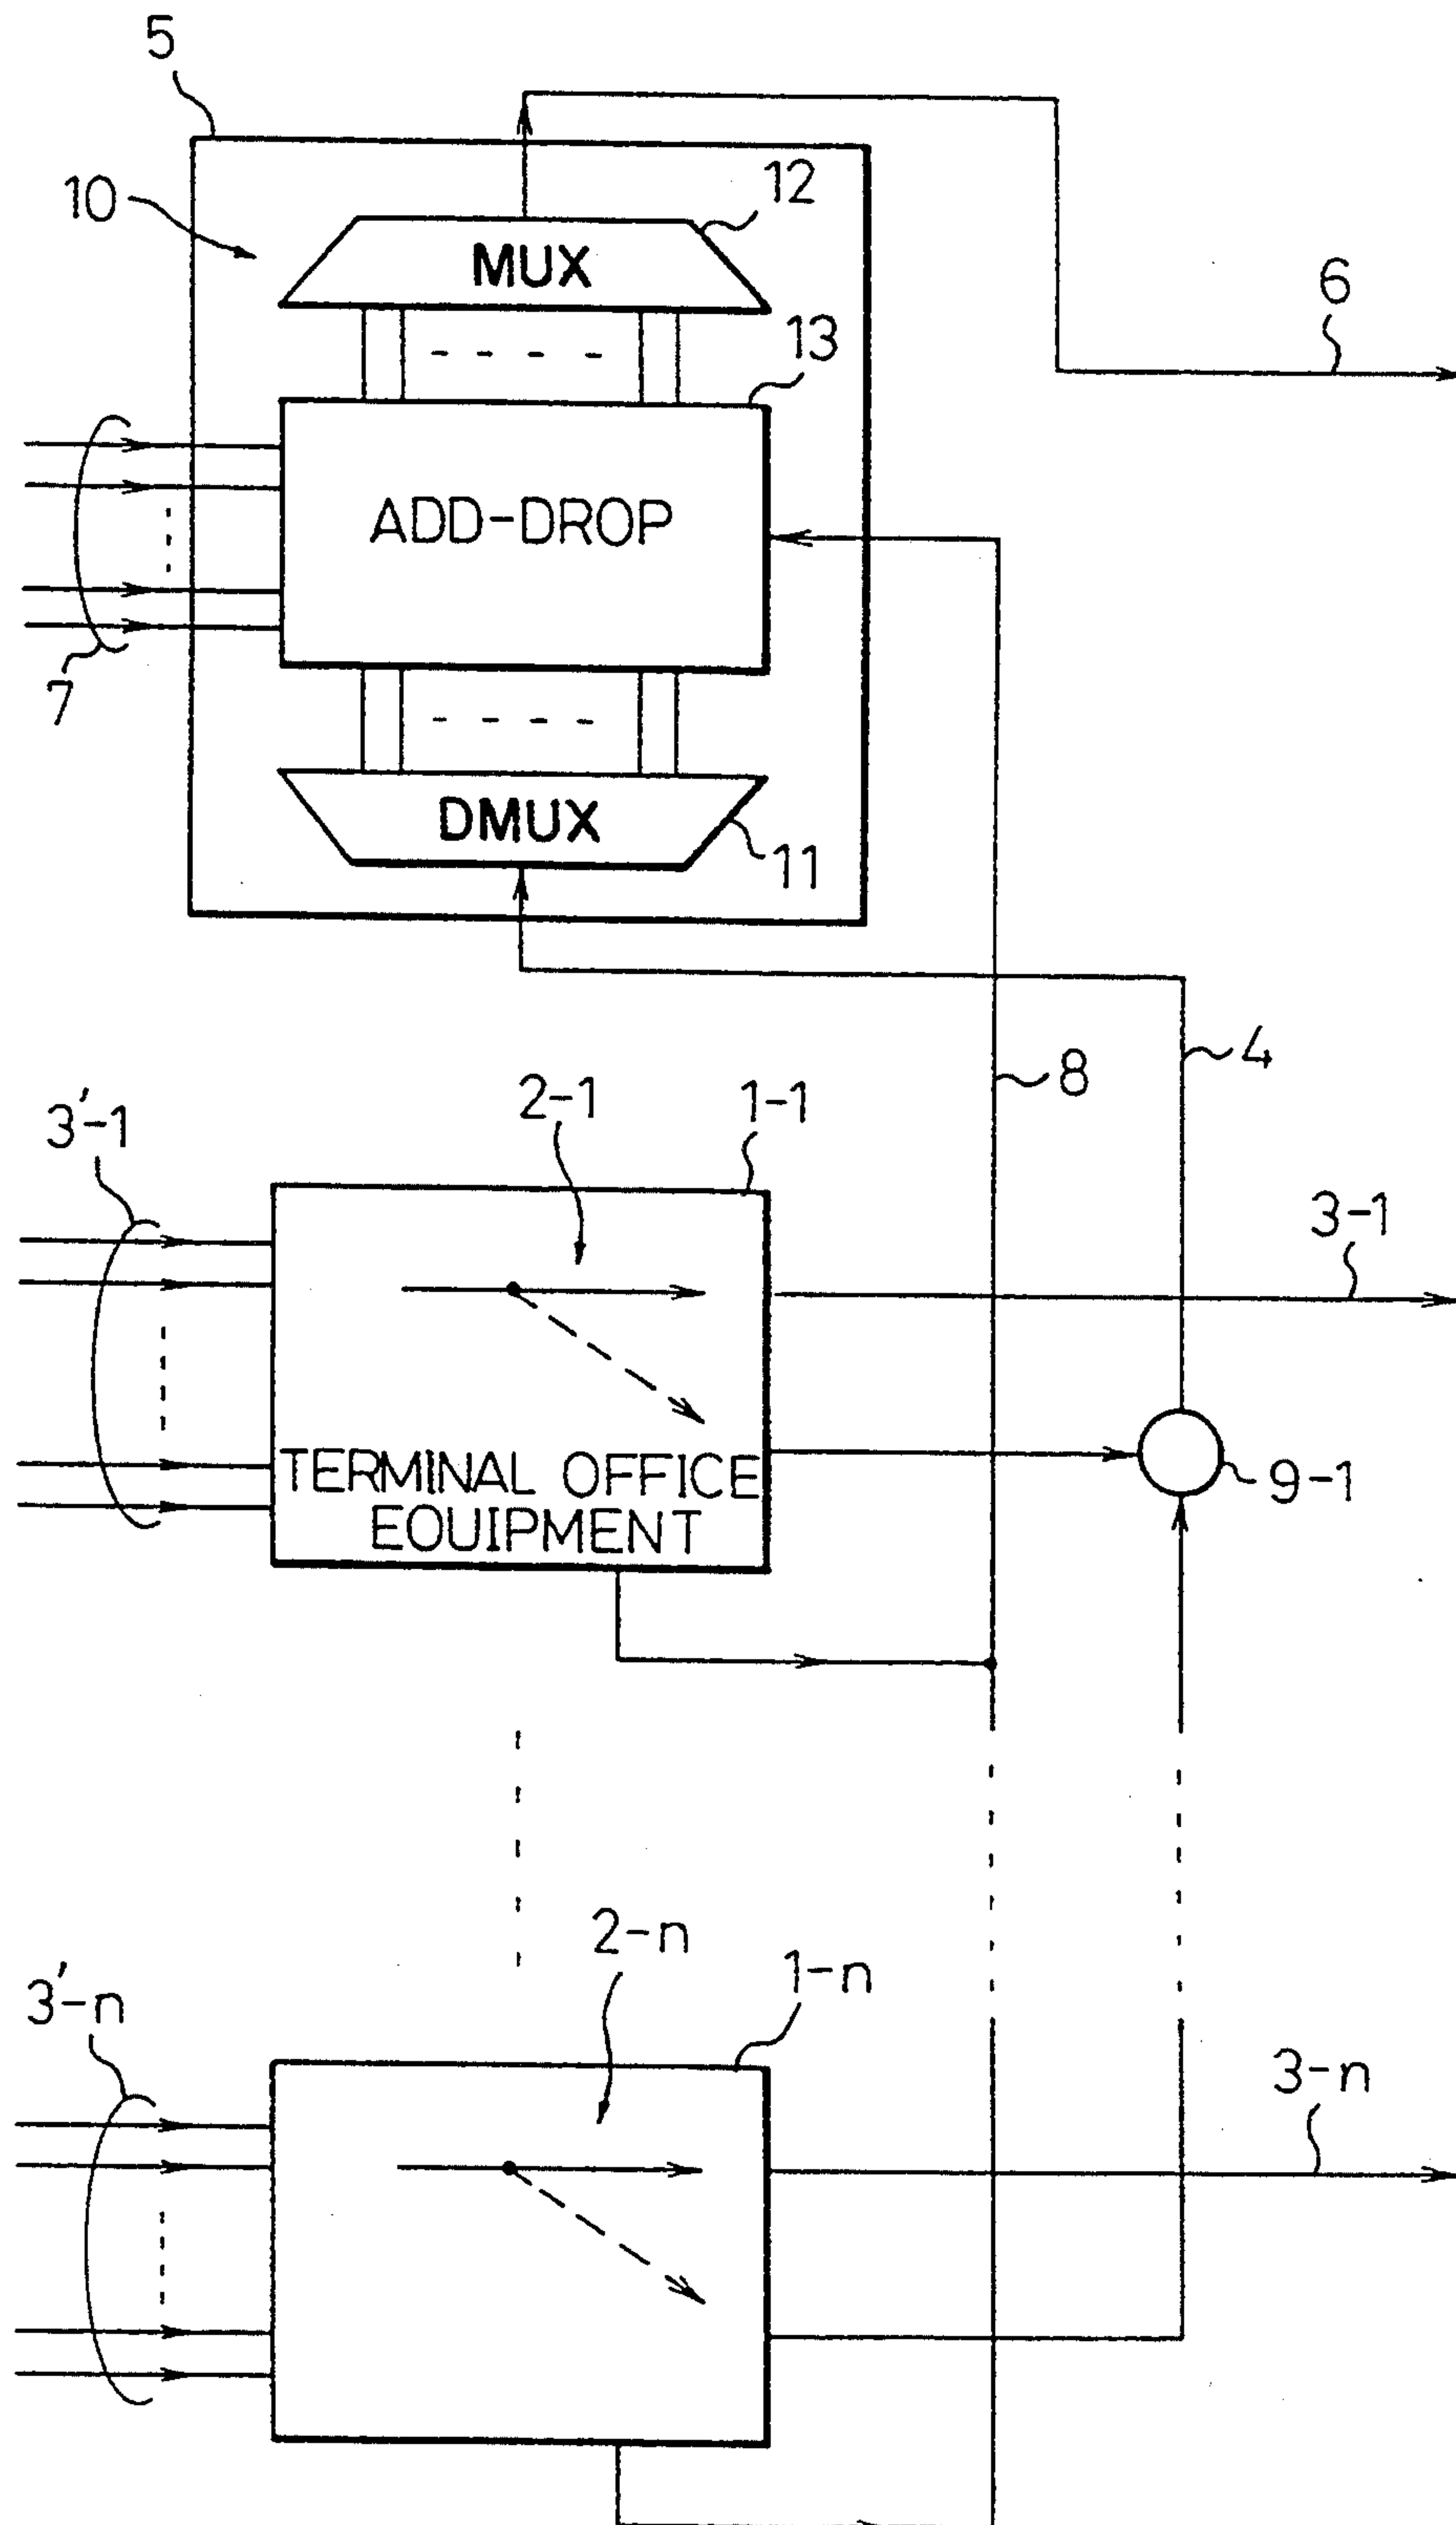 5
10
12
MUX
6
13
ADD-DROP
7
DMUX
11
4
8
3'-1
2-1
1-1
3-1
TERMINAL OFFICE
EQUIPMENT
9-1
2-n
1-n
3'-n
3-n